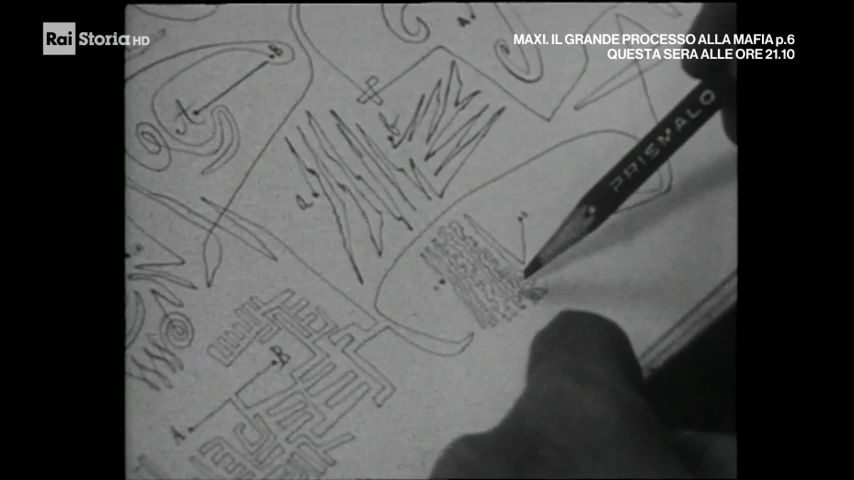 Rai Storia HD
MAXI. IL GRANDE PROCESSO ALLA MAFIA p.6
QUESTA SERA ALLE ORE 21.10
A
B
A
a
b
PRISMALO
B
A